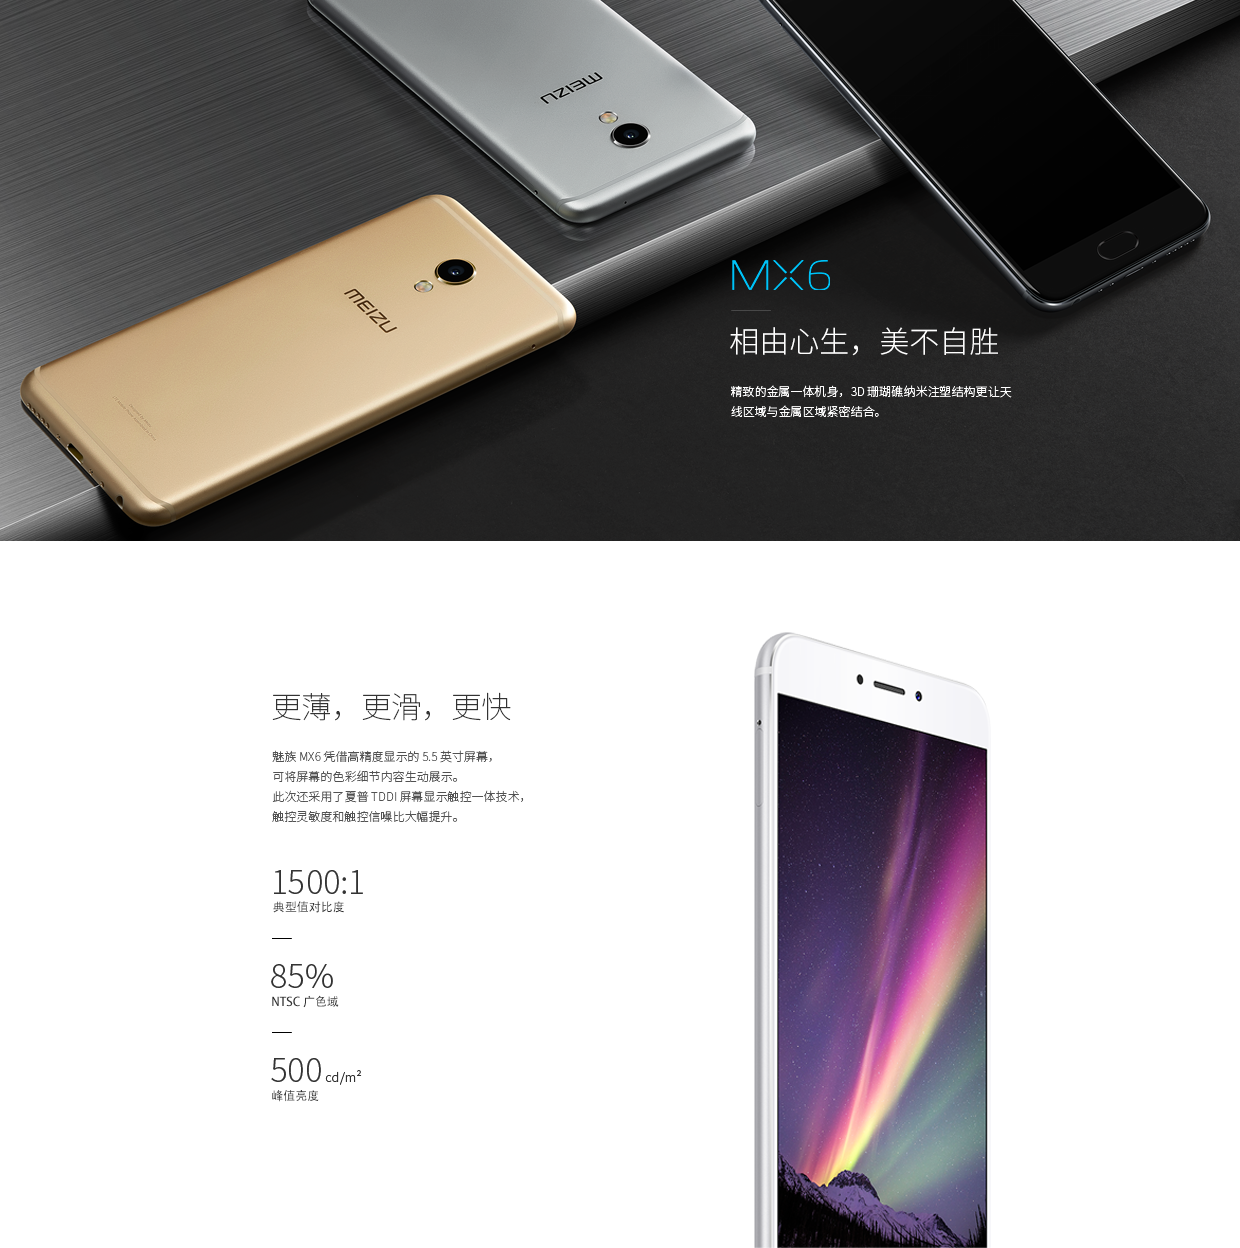 MEIZU
MEIZU
MX6
相由心生，美不自胜
精致的金属一体机身，3D 珊瑚礁纳米注塑结构更让天
线区域与金属区域紧密结合。
更薄，更滑，更快
魅族 MX6 凭借高精度显示的 5.5 英寸屏幕，
可将屏幕的色彩细节内容生动展示。
此次还采用了夏普 TDDI 屏幕显示触控一体技术，
触控灵敏度和触控信噪比大幅提升。
1500:1
典型值对比度
85%
NTSC 广色域
500 cd/m²
峰值亮度